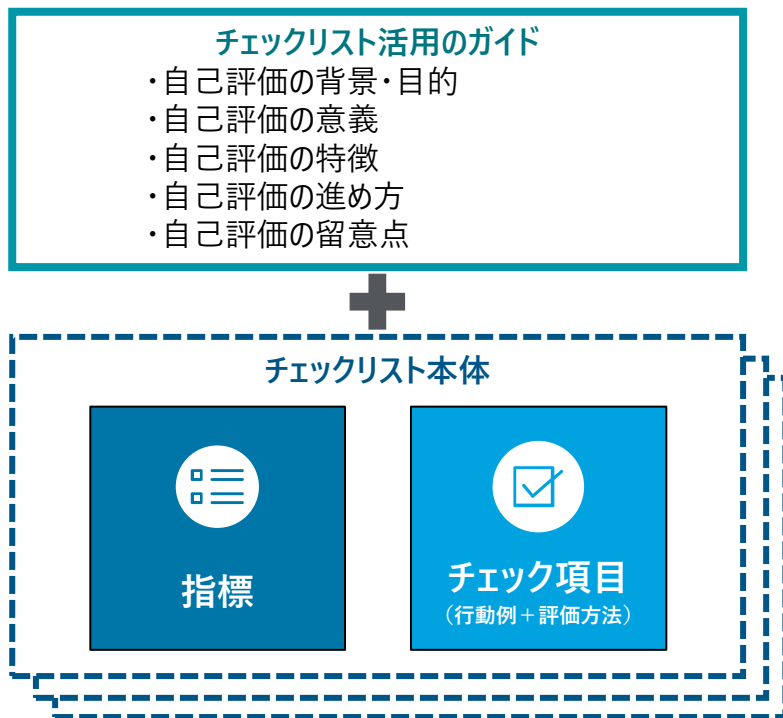 チェックリスト活用のガイド
・自己評価の背景・目的
・自己評価の意義
・自己評価の特徴
・自己評価の進め方
・自己評価の留意点
チェックリスト本体
指標
チェック項目
（行動例＋評価方法）